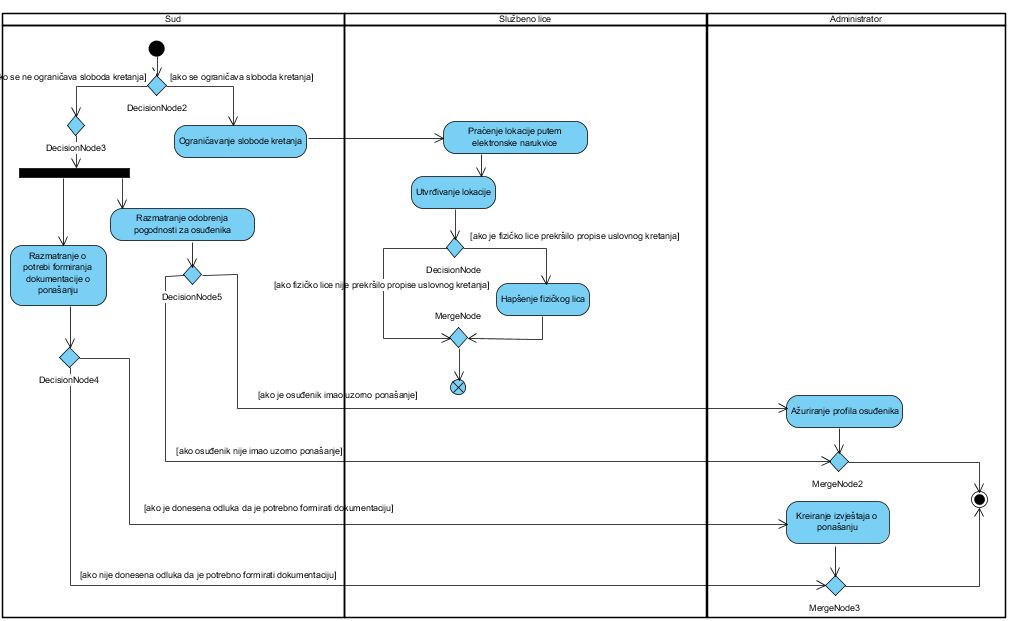 Sud
Službeno lice
Administrator
ko se ne ograničava sloboda kretanja]
[ako se ograničava sloboda kretanja]
DecisionNode2
DecisionNode3
Ograničavanje slobode kretanja
Praćenje lokacije putem
elektronske narukvice
Utvrđivanje lokacije
Razmatranje odobrenja
pogodnosti za osuđenika
[ako je fizičko lice prekršilo propise uslovnog kretanja]
Razmatranje o
potrebi formiranja
dokumentacije o
ponašanju
DecisionNode
[ako fizičko lice nije prekršilo propise uslovnog kretanja]
DecisionNode5
Hapšenje fizičkog lica
MergeNode
DecisionNode4
[ako je osuđenik imao uzorno ponašanje]
Ažuriranje profila osuđenika
[ako osuđenik nije imao uzorno ponašanje]
MergeNode2
[ako je donesena odluka da je potrebno formirati dokumentaciju]
Kreiranje izvještaja o
ponašanju
[ako nije donesena odluka da je potrebno formirati dokumentaciju]
MergeNode3